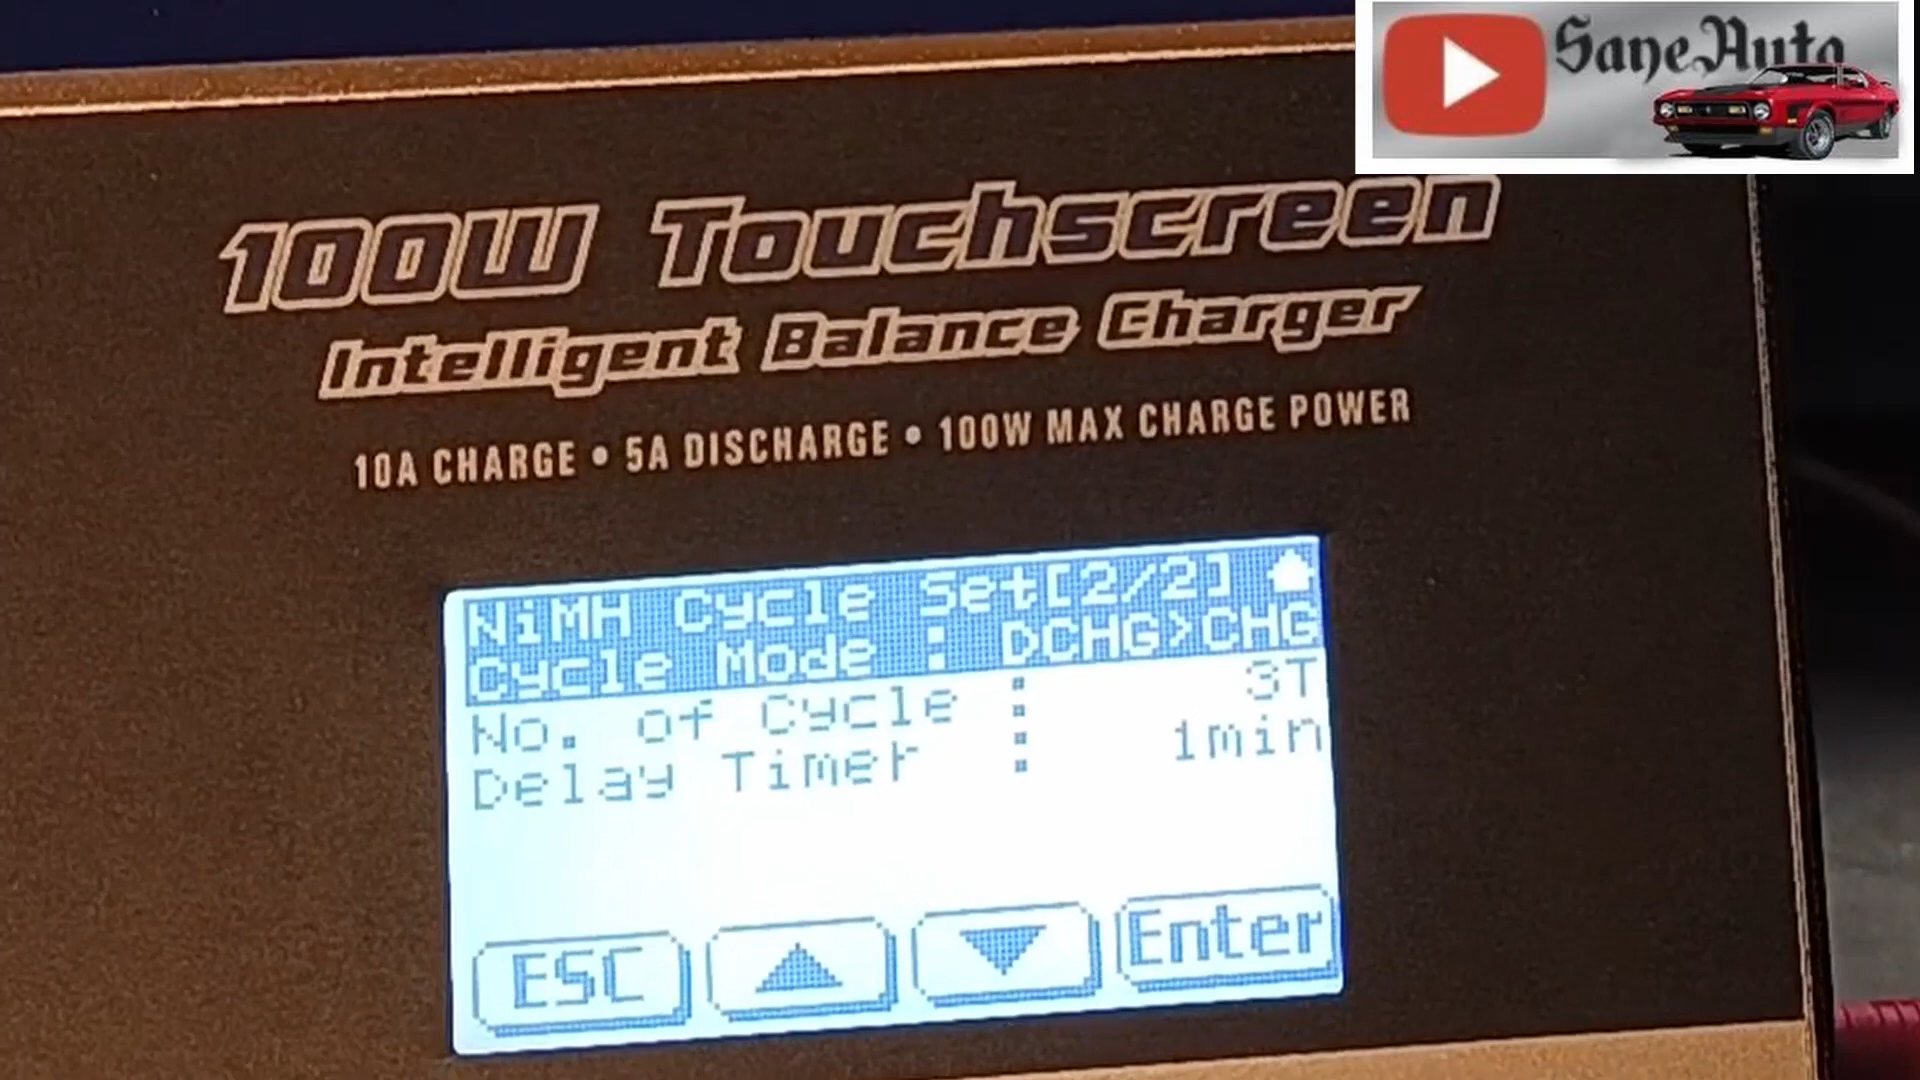 SaneAuto
100W Touchscreen
Intelligent Balance Charger
10A CHARGE • 5A DISCHARGE • 100W MAX CHARGE POWER
NiMH Cycle Set[2/2]
Cycle Mode : DCHG>CHG
No. of Cycle : 3T
Delay Timer : 1min
ESC ▲ ▼ Enter